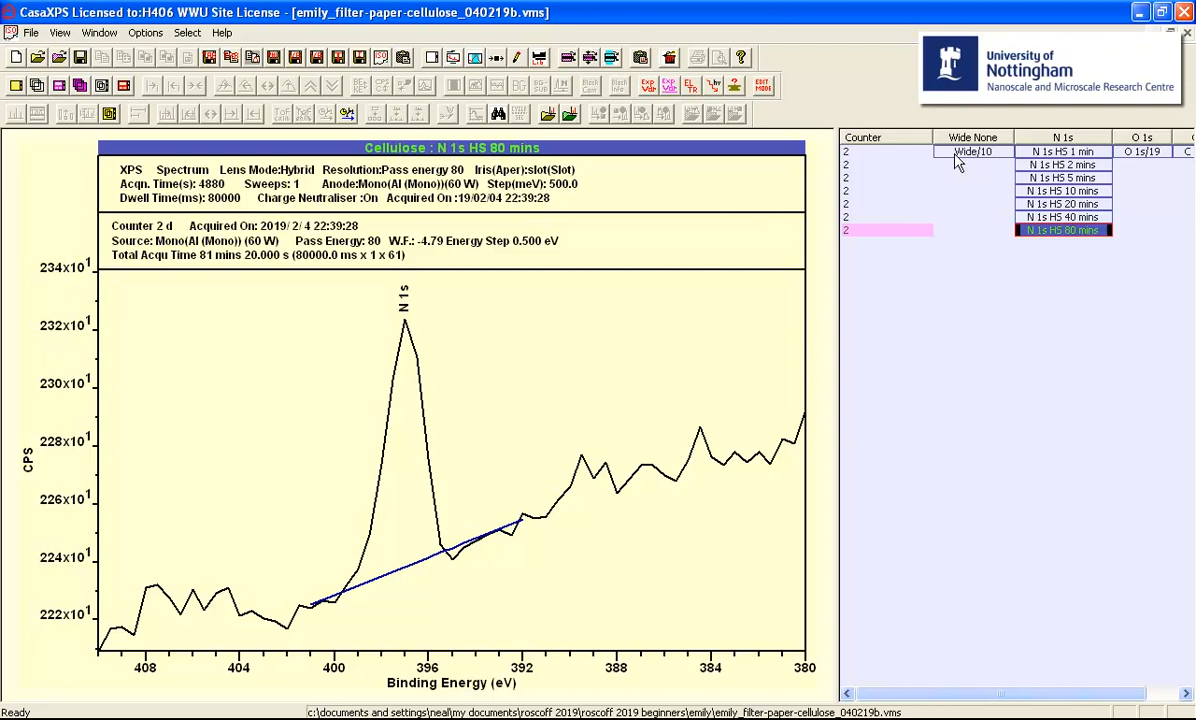 CasaXPS Licensed to:H406 WWU Site License - [emily_filter-paper-cellulose_040219b.vms]
File View Window Options Select Help
University of
Nottingham
Nanoscale and Microscale Research Centre
Cellulose : N 1s HS 80 mins
XPS Spectrum Lens Mode:Hybrid Resolution:Pass energy 80 Iris(Aper):slot(Slot)
Acqn. Time(s): 4880 Sweeps: 1 Anode:Mono(Al (Mono))(60 W) Step(meV): 500.0
Dwell Time(ms): 80000 Charge Neutraliser :On Acquired On :19/02/04 22:39:28
Counter 2 d Acquired On: 2019/ 2/ 4 22:39:28
Source: Mono(Al (Mono)) (60 W) Pass Energy: 80 W.F.: -4.79 Energy Step 0.500 eV
Total Acqu Time 81 mins 20.000 s (80000.0 ms x 1 x 61)
234x10¹
232x10¹
230x10¹
228x10¹
226x10¹
224x10¹
222x10¹
CPS
N 1s
408 404 400 396 392 388 384 380
Binding Energy (eV)
Counter Wide None N 1s O 1s
2 Wide/10 N 1s HS 1 min O 1s/19 C
2 N 1s HS 2 mins
2 N 1s HS 5 mins
2 N 1s HS 10 mins
2 N 1s HS 20 mins
2 N 1s HS 40 mins
2 N 1s HS 80 mins
Ready
c:\documents and settings\neal\my documents\roscoff 2019\roscoff 2019 beginners\emily\emily_filter-paper-cellulose_040219b.vms